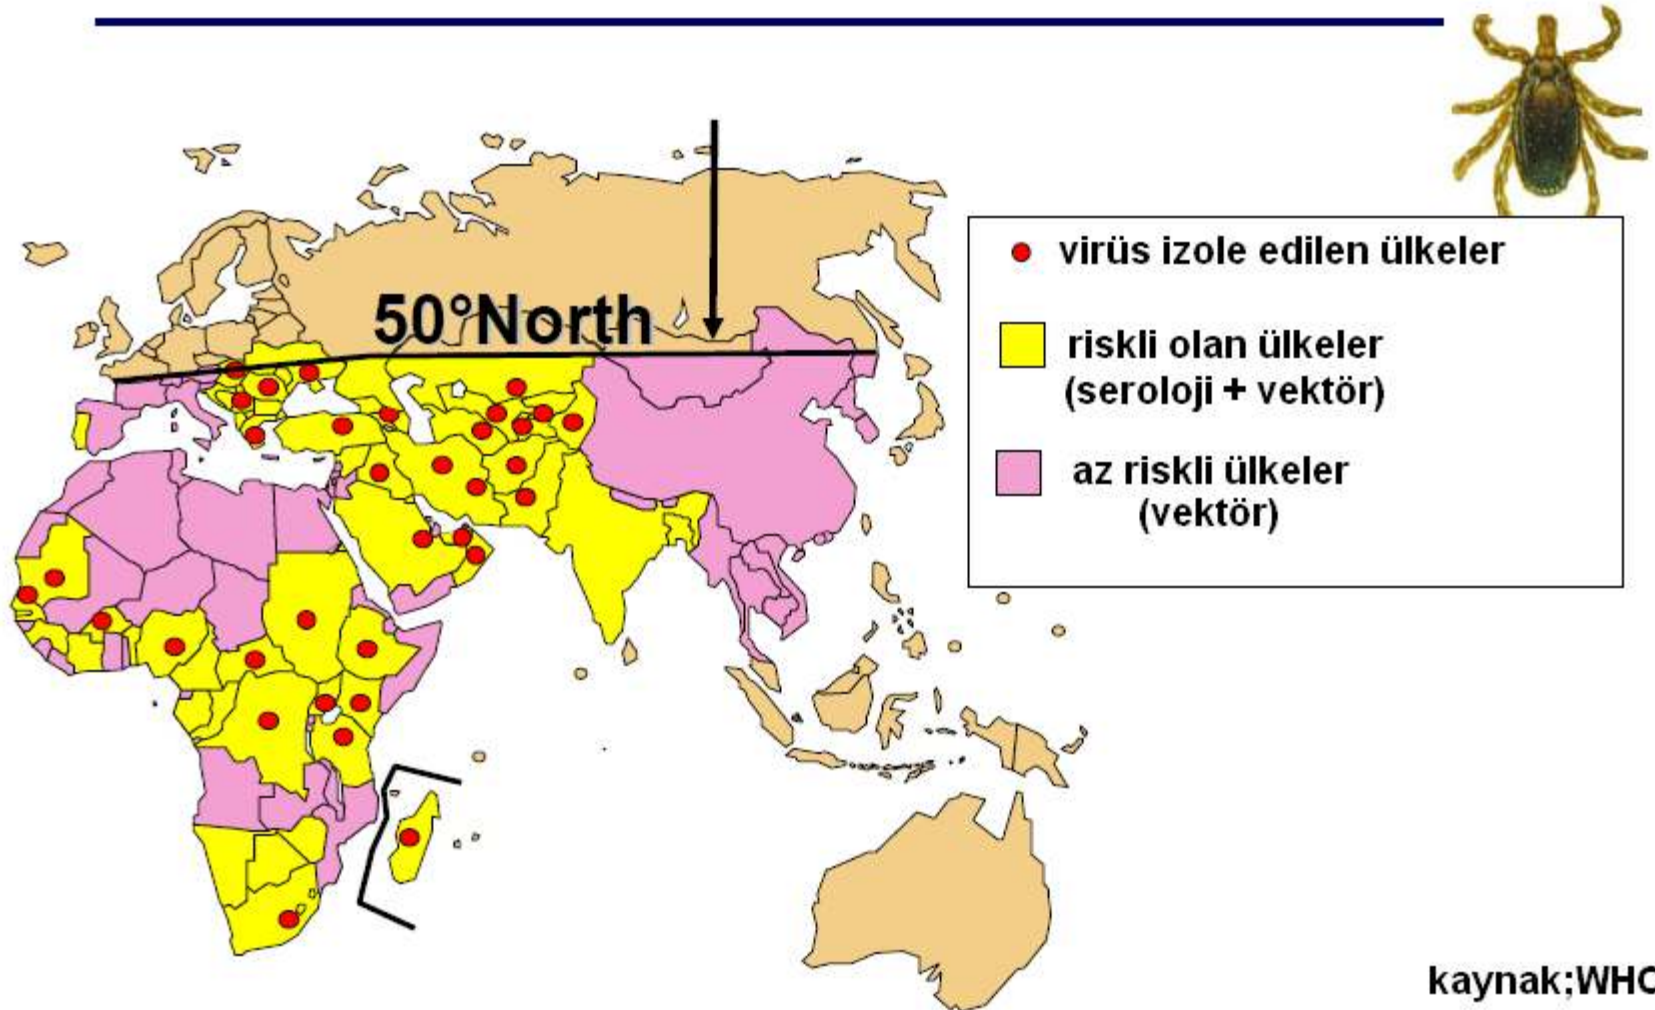 50°North
virüs izole edilen ülkeler
riskli olan ülkeler
(seroloji + vektör)
az riskli ülkeler
(vektör)
kaynak;WHO